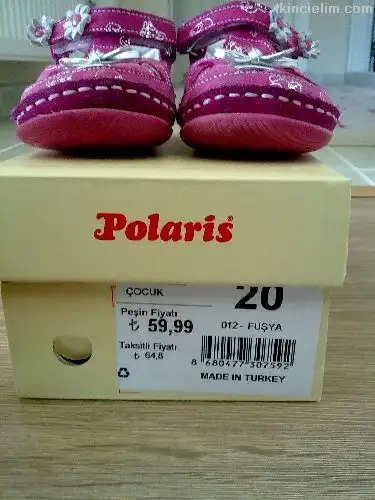 ikincielim.com
Polaris
ÇOCUK
20
Peşin Fiyatı
₺ 59,99
012- FUŞYA
Taksitli Fiyatı
₺ 64,8
8 680477 307592
MADE IN TURKEY